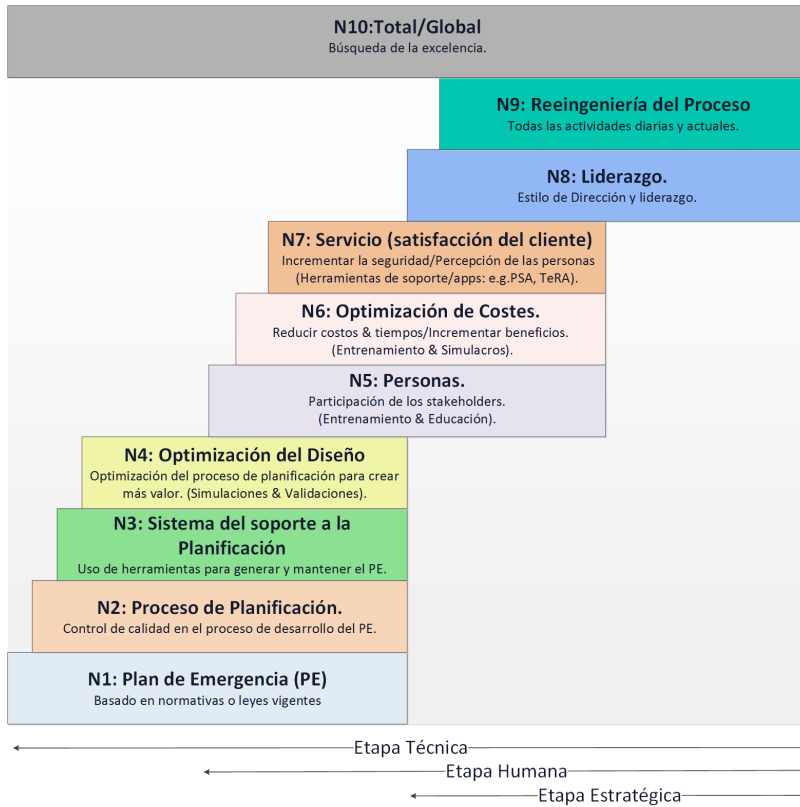 N10:Total/Global
Búsqueda de la excelencia.
N9: Reeingeniería del Proceso
Todas las actividades diarias y actuales.
N8: Liderazgo.
Estilo de Dirección y liderazgo.
N7: Servicio (satisfacción del cliente)
Incrementar la seguridad/Percepción de las personas
(Herramientas de soporte/apps: e.g.PSA, TeRA).
N6: Optimización de Costes.
Reducir costos & tiempos/Incrementar beneficios.
(Entrenamiento & Simulacros).
N5: Personas.
Participación de los stakeholders.
(Entrenamiento & Educación).
N4: Optimización del Diseño
Optimización del proceso de planificación para crear
más valor. (Simulaciones & Validaciones).
N3: Sistema del soporte a la
Planificación
Uso de herramientas para generar y mantener el PE.
N2: Proceso de Planificación.
Control de calidad en el proceso de desarrollo del PE.
N1: Plan de Emergencia (PE)
Basado en normativas o leyes vigentes
Etapa Técnica
Etapa Humana
Etapa Estratégica